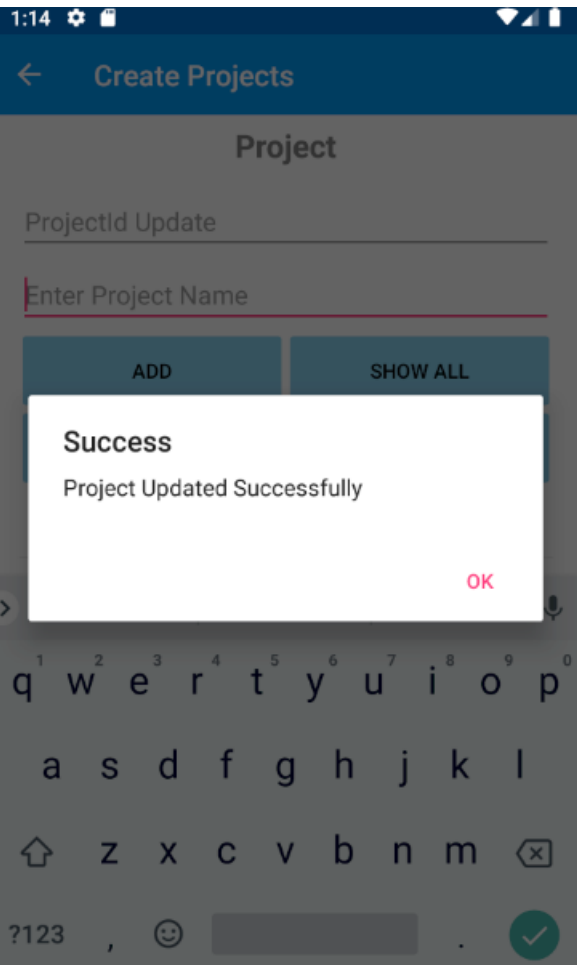 1:14
Create Projects
Project
ProjectId Update
Enter Project Name
ADD SHOW ALL
Success
Project Updated Successfully
OK
1 2 3 4 5 6 7 8 9 0
q w e r t y u i o p
a s d f g h j k l
z x c v b n m
?123 , .